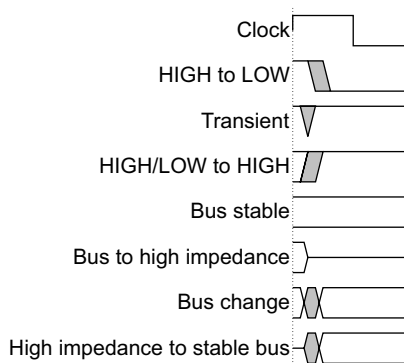 Clock
HIGH to LOW
Transient
HIGH/LOW to HIGH
Bus stable
Bus to high impedance
Bus change
High impedance to stable bus